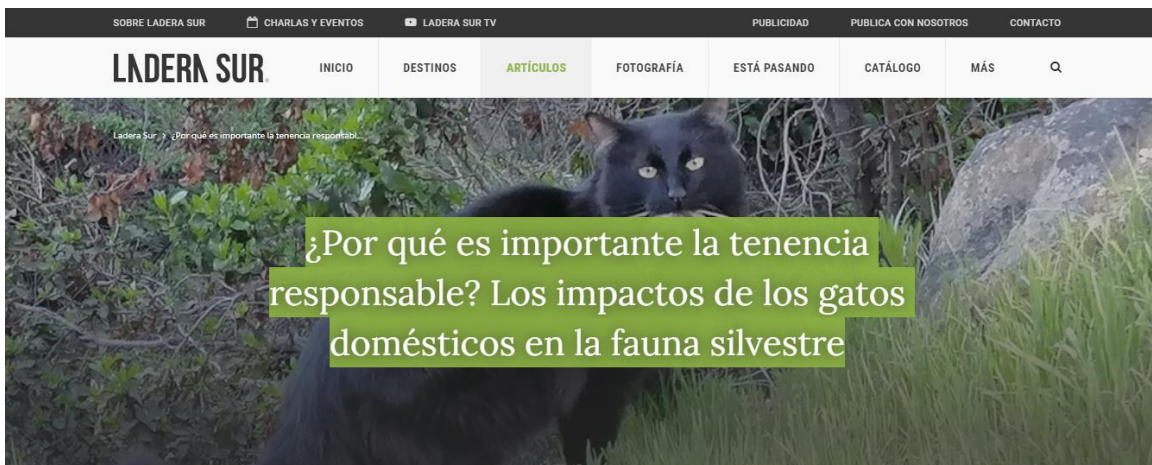 SOBRE LADERA SUR CHARLAS Y EVENTOS LADERA SUR TV PUBLICIDAD PUBLICA CON NOSOTROS CONTACTO
LADERA SUR. INICIO DESTINOS ARTÍCULOS FOTOGRAFÍA ESTÁ PASANDO CATÁLOGO MÁS
Ladera Sur > ¿Por qué es importante la tenencia responsabl...
¿Por qué es importante la tenencia
responsable? Los impactos de los gatos
domésticos en la fauna silvestre